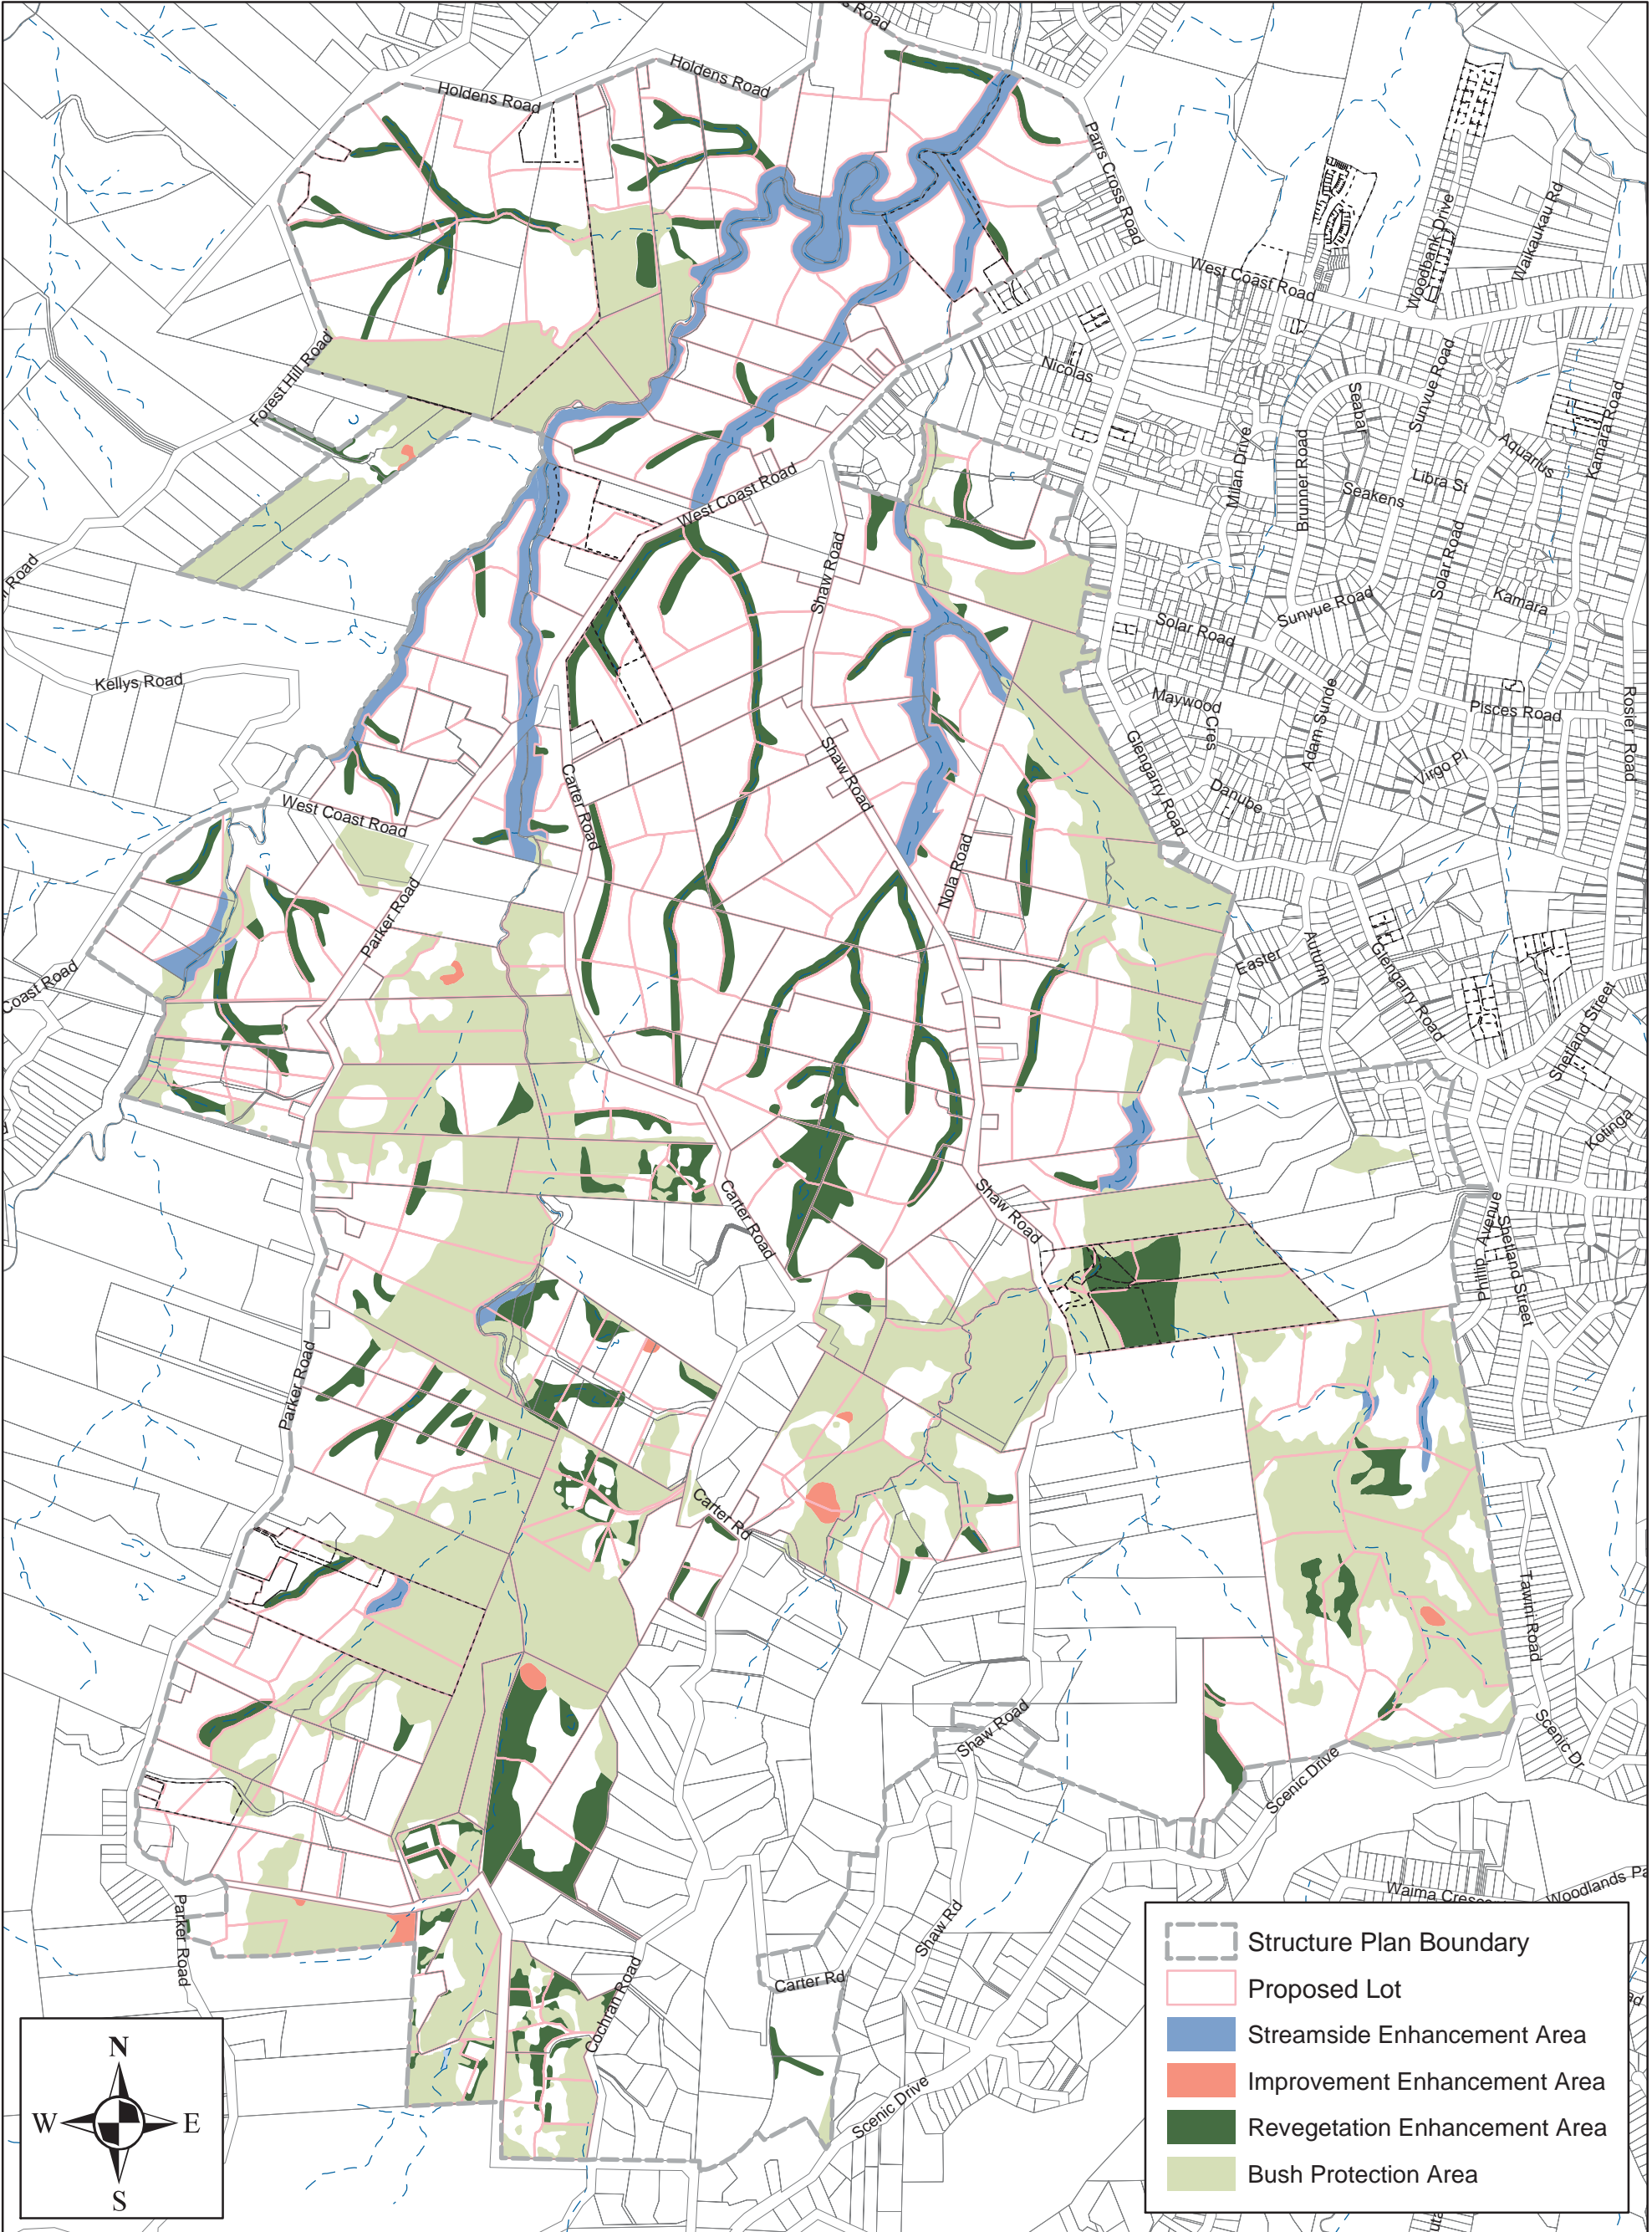 Holdens Road
Holdens Road
Parrs Cross Road
West Coast Road
Woodbank Drive
Waikaukau Rd
Forest Hill Road
Nicolas
Seabar
Sunvue Road
Kamara Road
Aquarius
Milan Drive
Brunner Road
Libra St
Seakens
West Coast Road
Shaw Road
Solar Road
Kamara
Sunvue Road
Solar Road
Kellys Road
Maywood
Cres
Adam Sunde
Pisces Road
Rosier Road
Glengarry Road
Virgo Pl
Danube
Shaw Road
Carter Road
West Coast Road
Nola Road
Parker Road
Coast Road
Easter
Autumn
Glengarry Road
Shetland Street
Kotinga
Carter Road
Shaw Road
Philip Avenue
Shetland Street
Parker Road
Carter Rd
Tawini Road
Scenic Dr
Shaw Road
Scenic Drive
Waima
Woodlands
Parker Road
Shaw Rd
Carter Rd
Cochran Road
Scenic Drive
Structure Plan Boundary
Proposed Lot
Streamside Enhancement Area
Improvement Enhancement Area
Revegetation Enhancement Area
Bush Protection Area
N
W E
S